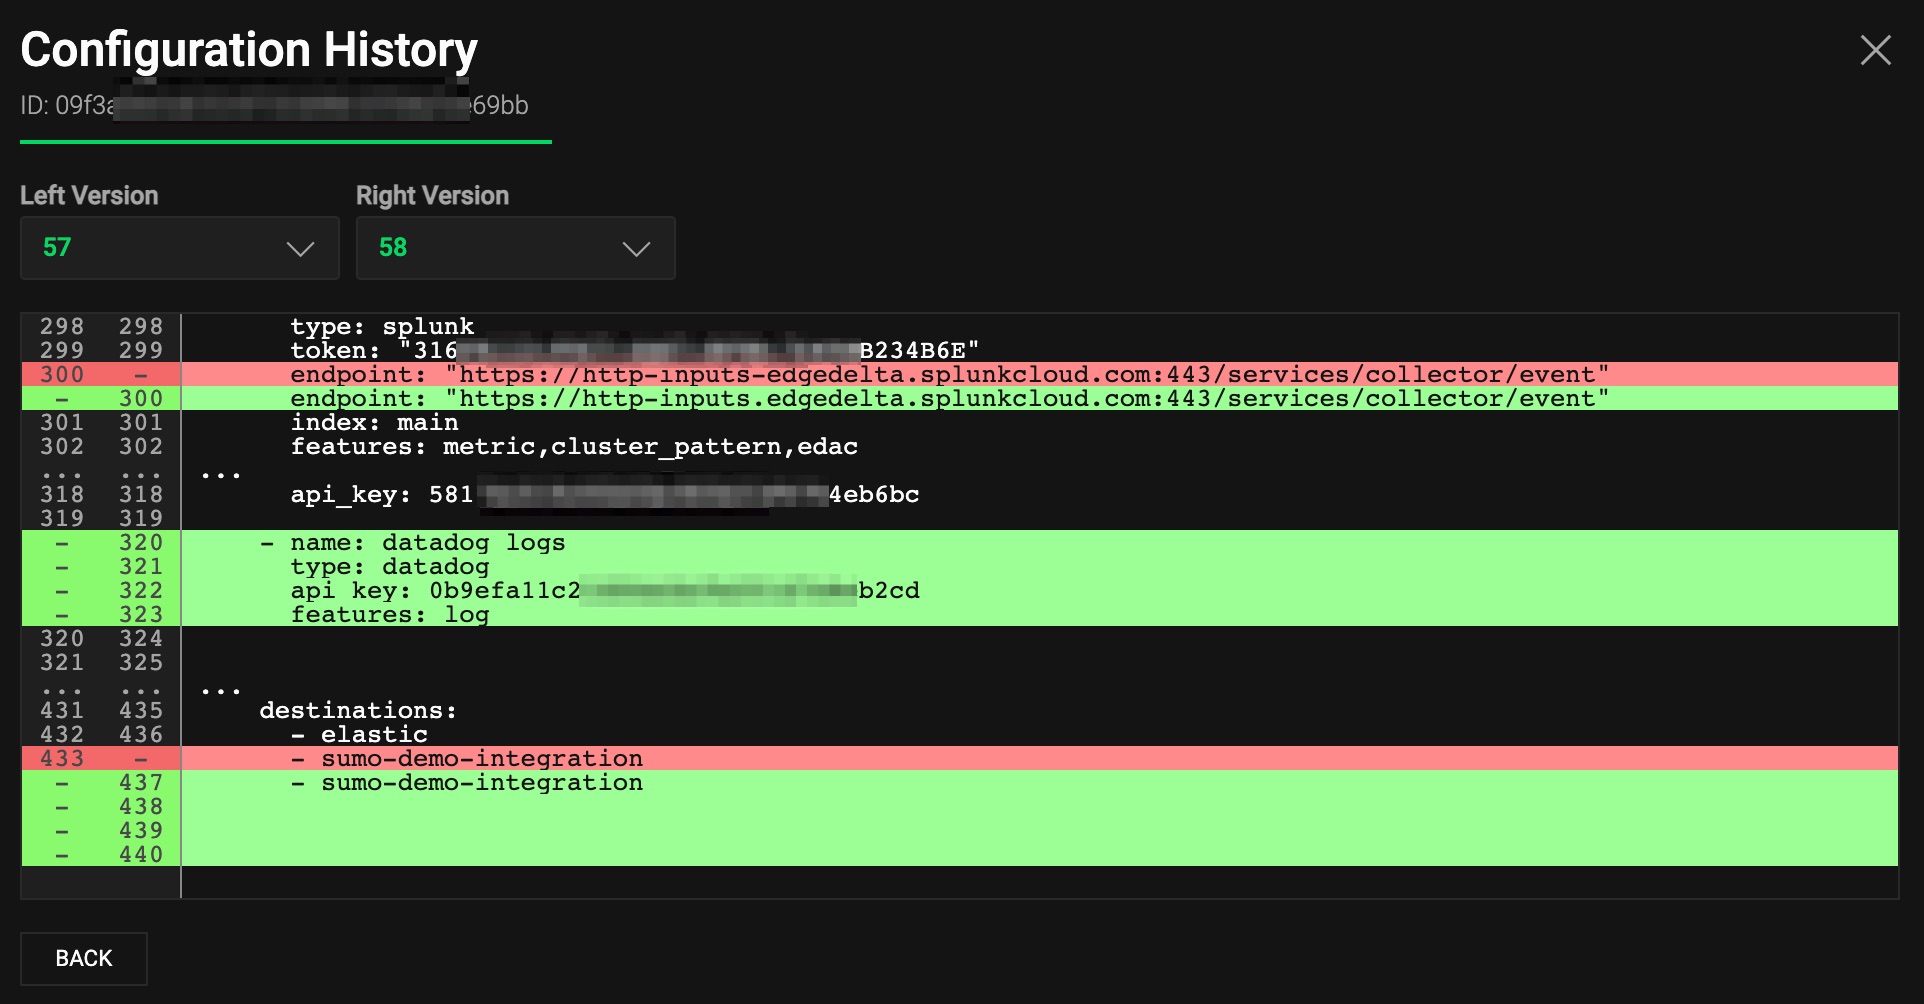 Configuration History
ID: 09f3a e69bb
Left Version Right Version
57 58
298 298 type: splunk
299 299 token: "316 B234B6E"
300 - endpoint: "https://http-inputs-edgedelta.splunkcloud.com:443/services/collector/event"
- 300 endpoint: "https://http-inputs.edgedelta.splunkcloud.com:443/services/collector/event"
301 301 index: main
302 302 features: metric,cluster_pattern,edac
... ... ...
318 318 api_key: 581 4eb6bc
319 319
- 320 - name: datadog logs
- 321 type: datadog
- 322 api key: 0b9efa11c2 b2cd
- 323 features: log
320 324
321 325
... ... ...
431 435 destinations:
432 436 - elastic
433 - - sumo-demo-integration
- 437 - sumo-demo-integration
- 438
- 439
- 440
BACK